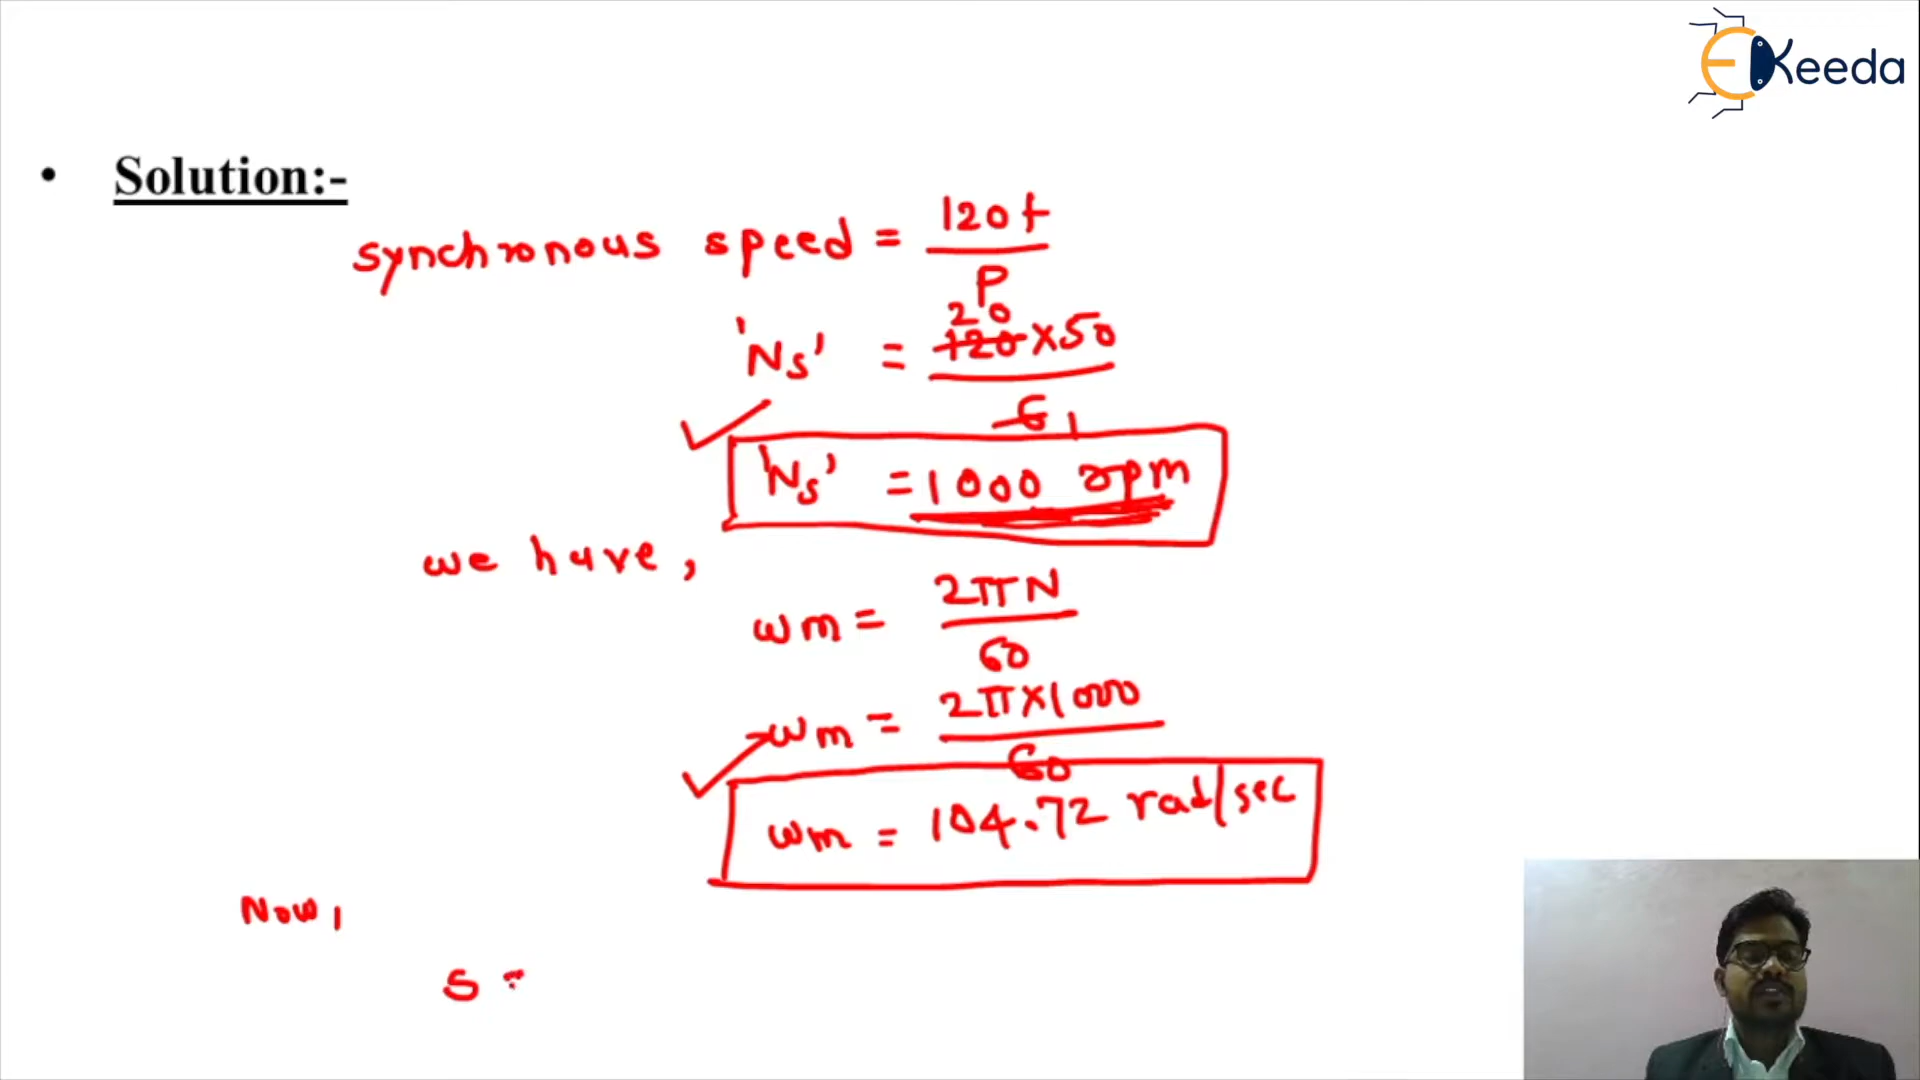 EKeeda
• Solution:-
synchronous speed = 120f / P
'Ns' = 20 120 x 50 / 6 1
'Ns' = 1000 rpm
we have,
wm = 2πN / 60
wm = 2π x 1000 / 60
wm = 104.72 rad/sec
Now,
S =